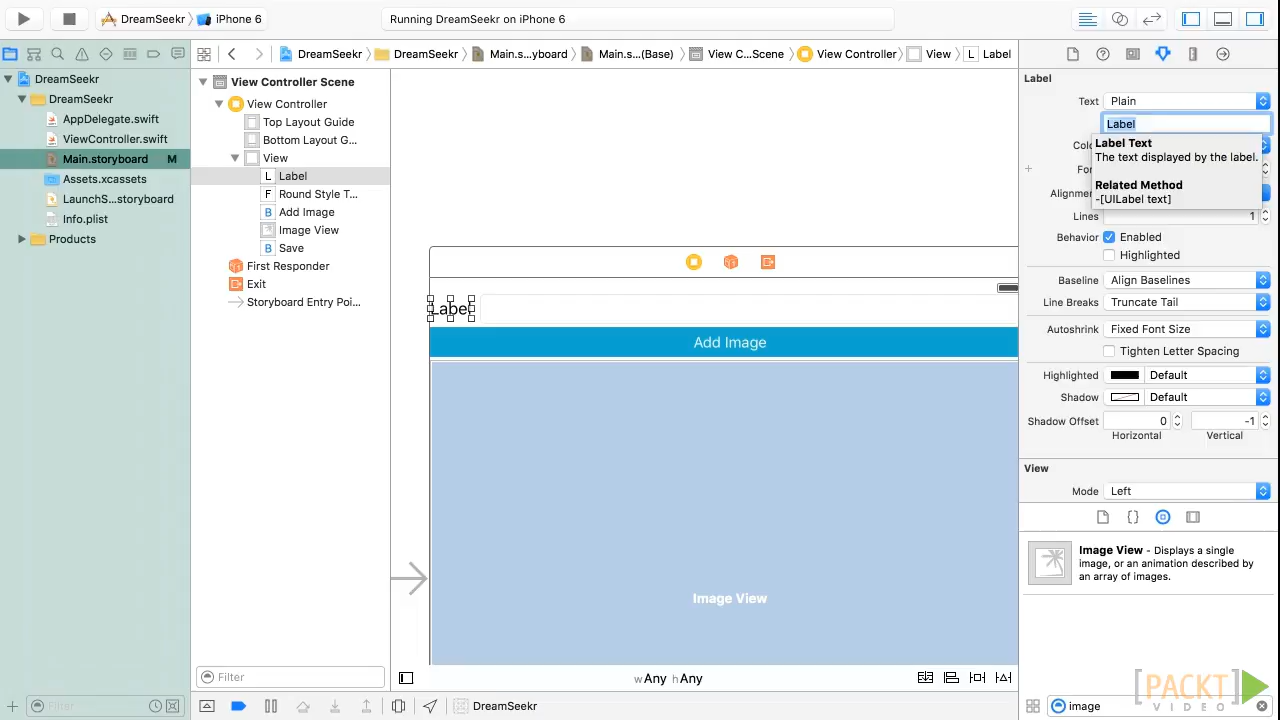 DreamSeekr
iPhone 6
Running DreamSeekr on iPhone 6
DreamSeekr
DreamSeekr
Main.s...yboard
Main.s...(Base)
View C...Scene
View Controller
View
L Label
DreamSeekr
DreamSeekr
AppDelegate.swift
ViewController.swift
Main.storyboard M
Assets.xcassets
LaunchS...storyboard
Info.plist
Products
View Controller Scene
View Controller
Top Layout Guide
Bottom Layout G...
View
L Label
F Round Style T...
B Add Image
Image View
B Save
First Responder
Exit
Storyboard Entry Poi...
Label
Add Image
Image View
Label
Text Plain
Label
Label Text
The text displayed by the label.
Related Method
-[UILabel text]
Lines 1
Behavior Enabled
Highlighted
Baseline Align Baselines
Line Breaks Truncate Tail
Autoshrink Fixed Font Size
Tighten Letter Spacing
Highlighted Default
Shadow Default
Shadow Offset 0 -1
Horizontal Vertical
View
Mode Left
Image View - Displays a single
image, or an animation described by
an array of images.
Filter
wAny hAny
Filter
DreamSeekr
image
PACKT
VIDEO